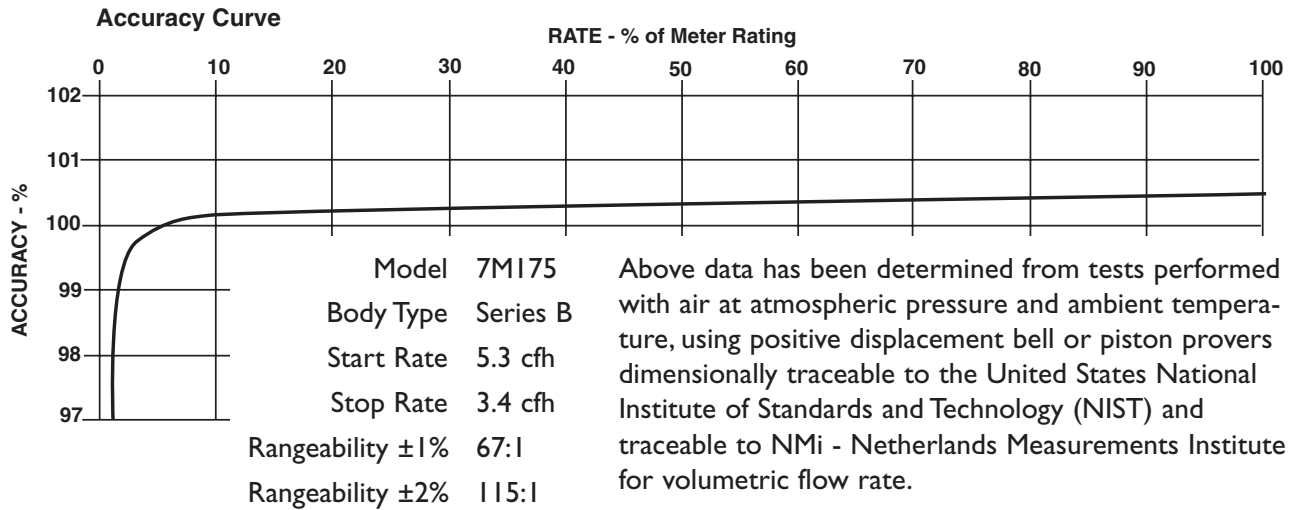 Accuracy Curve
RATE - % of Meter Rating
0 10 20 30 40 50 60 70 80 90 100
102
101
100
99
98
97
ACCURACY - %
Model 7M175
Body Type Series B
Start Rate 5.3 cfh
Stop Rate 3.4 cfh
Rangeability ±1% 67:1
Rangeability ±2% 115:1
Above data has been determined from tests performed
with air at atmospheric pressure and ambient tempera-
ture, using positive displacement bell or piston provers
dimensionally traceable to the United States National
Institute of Standards and Technology (NIST) and
traceable to NMi - Netherlands Measurements Institute
for volumetric flow rate.